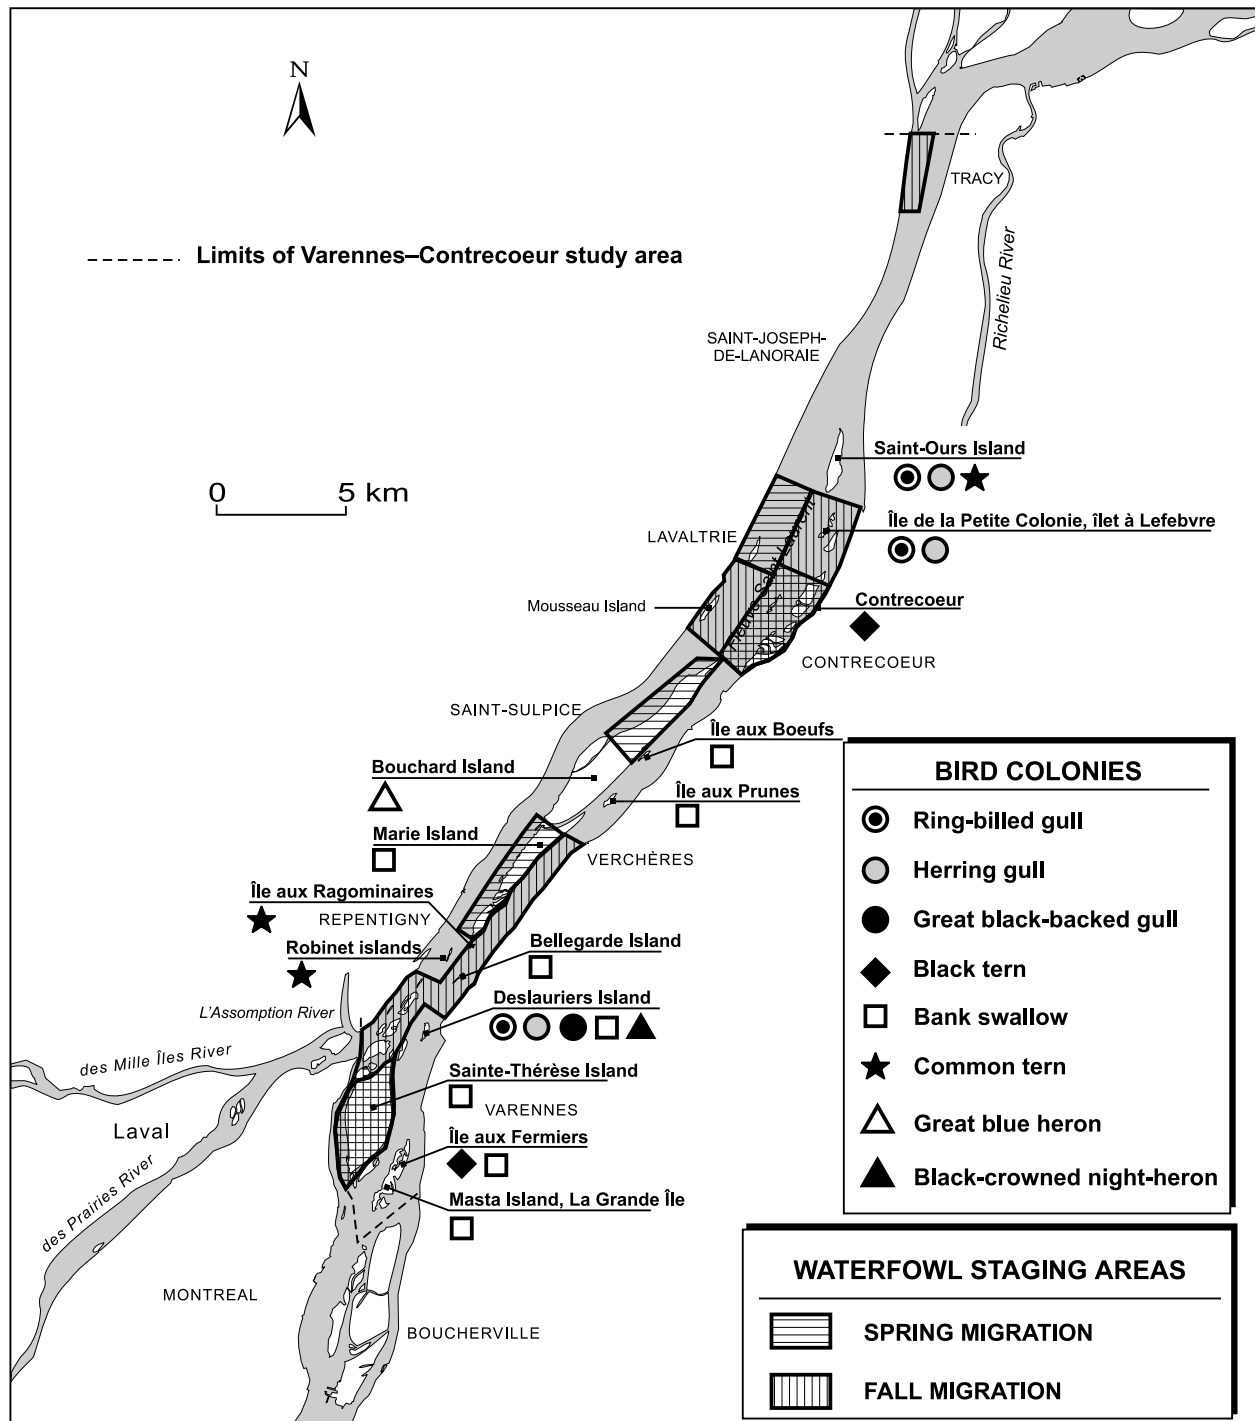 N
TRACY
Richelieu River
Limits of Varennes–Contrecoeur study area
SAINT-JOSEPH-
DE-LANORAIE
Saint-Ours Island
0 5 km
Île de la Petite Colonie, îlet à Lefebvre
LAVALTRIE
Fleuve Saint-Laurent
Mousseau Island
Contrecoeur
CONTRECOEUR
SAINT-SULPICE
Île aux Boeufs
Bouchard Island
Île aux Prunes
Marie Island
VERCHÈRES
Île aux Ragominaires
REPENTIGNY
Robinet islands
Bellegarde Island
L'Assomption River
Deslauriers Island
des Mille Îles River
Sainte-Thérèse Island
VARENNES
Laval
Île aux Fermiers
des Prairies River
Masta Island, La Grande Île
MONTREAL
BOUCHERVILLE
BIRD COLONIES
Ring-billed gull
Herring gull
Great black-backed gull
Black tern
Bank swallow
Common tern
Great blue heron
Black-crowned night-heron
WATERFOWL STAGING AREAS
SPRING MIGRATION
FALL MIGRATION